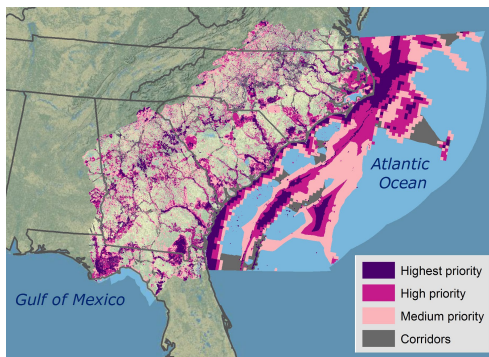 Atlantic
Ocean
Gulf of Mexico
Highest priority
High priority
Medium priority
Corridors